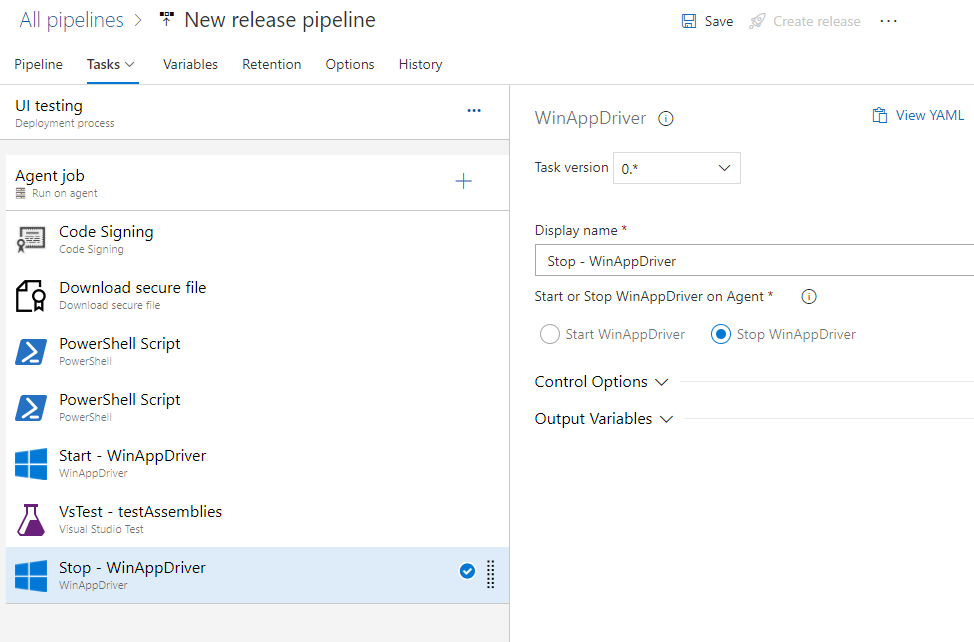 All pipelines > New release pipeline
Save
Create release
Pipeline
Tasks
Variables
Retention
Options
History
UI testing
Deployment process
Agent job
Run on agent
Code Signing
Code Signing
Download secure file
Download secure file
PowerShell Script
PowerShell
PowerShell Script
PowerShell
Start - WinAppDriver
WinAppDriver
VsTest - testAssemblies
Visual Studio Test
Stop - WinAppDriver
WinAppDriver
WinAppDriver
View YAML
Task version 0.*
Display name *
Stop - WinAppDriver
Start or Stop WinAppDriver on Agent *
Start WinAppDriver
Stop WinAppDriver
Control Options
Output Variables